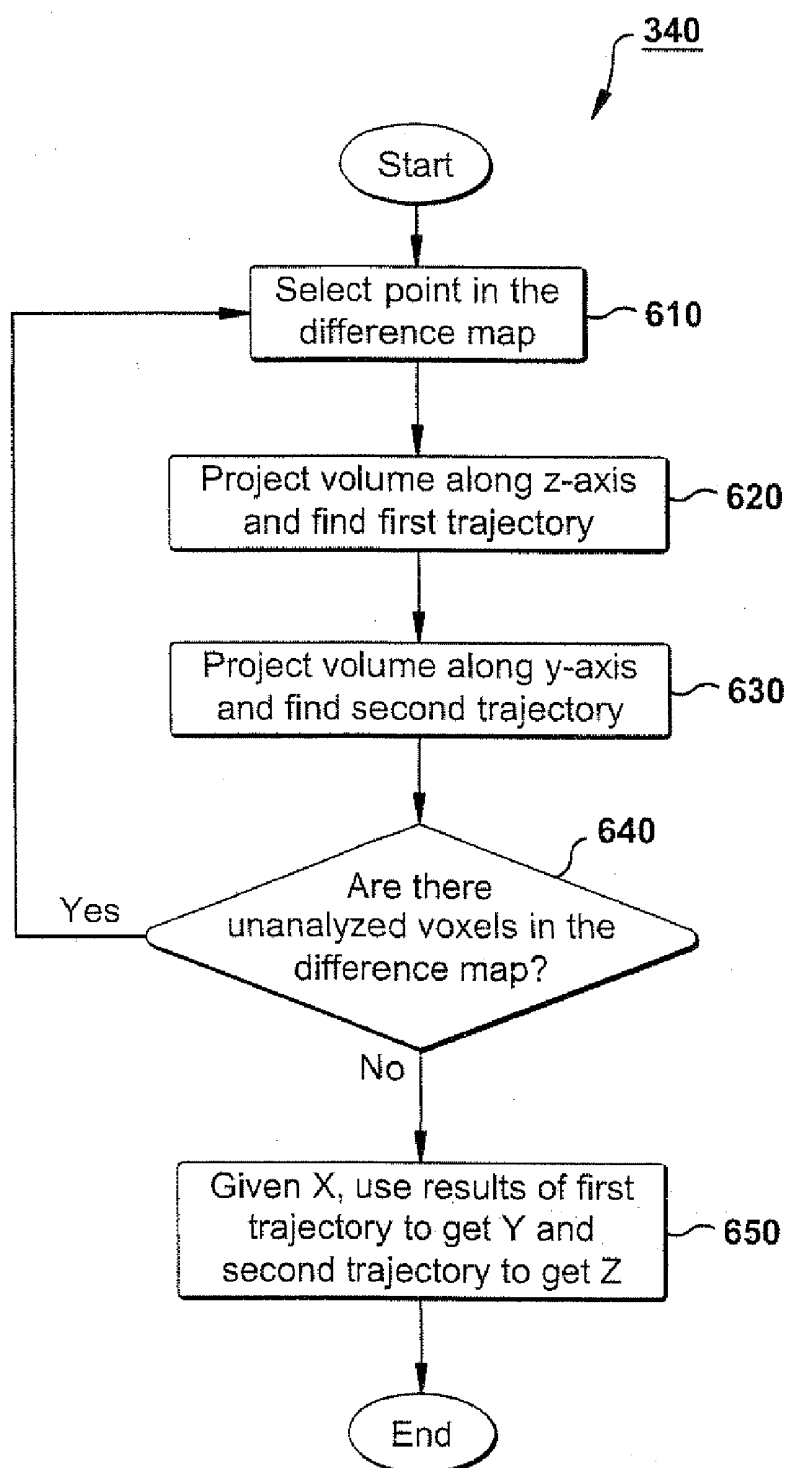 340
Start
Select point in the
difference map
610
Project volume along z-axis
and find first trajectory
620
Project volume along y-axis
and find second trajectory
630
640
Are there
unanalyzed voxels in the
difference map?
Yes
No
Given X, use results of first
trajectory to get Y and
second trajectory to get Z
650
End